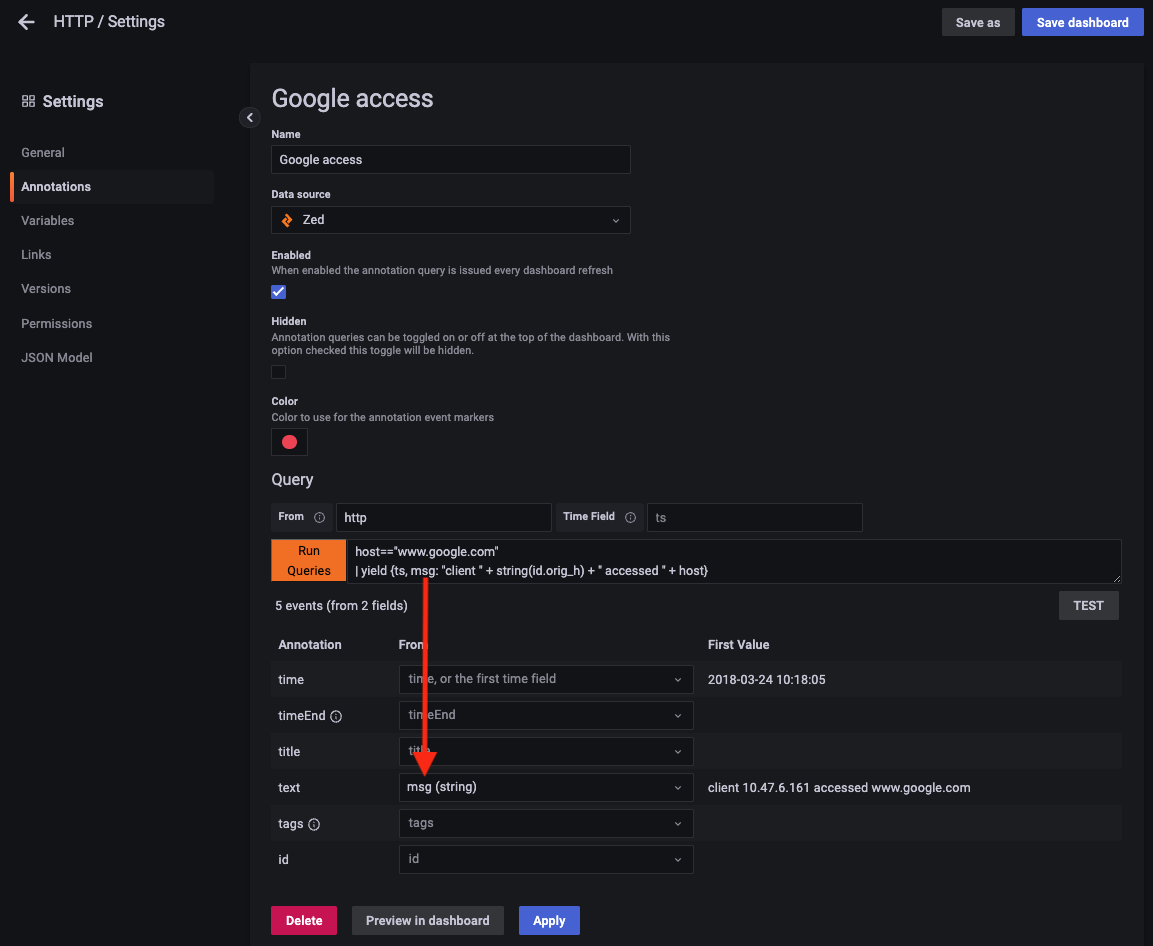 HTTP / Settings
Save as
Save dashboard
Settings
General
Annotations
Variables
Links
Versions
Permissions
JSON Model
Google access
Name
Google access
Data source
Zed
Enabled
When enabled the annotation query is issued every dashboard refresh
Hidden
Annotation queries can be toggled on or off at the top of the dashboard. With this
option checked this toggle will be hidden.
Color
Color to use for the annotation event markers
Query
From
http
Time Field
ts
Run
Queries
host=="www.google.com"
| yield {ts, msg: "client " + string(id.orig_h) + " accessed " + host}
5 events (from 2 fields)
TEST
Annotation From First Value
time time, or the first time field 2018-03-24 10:18:05
timeEnd timeEnd
title title
text msg (string) client 10.47.6.161 accessed www.google.com
tags tags
id id
Delete
Preview in dashboard
Apply